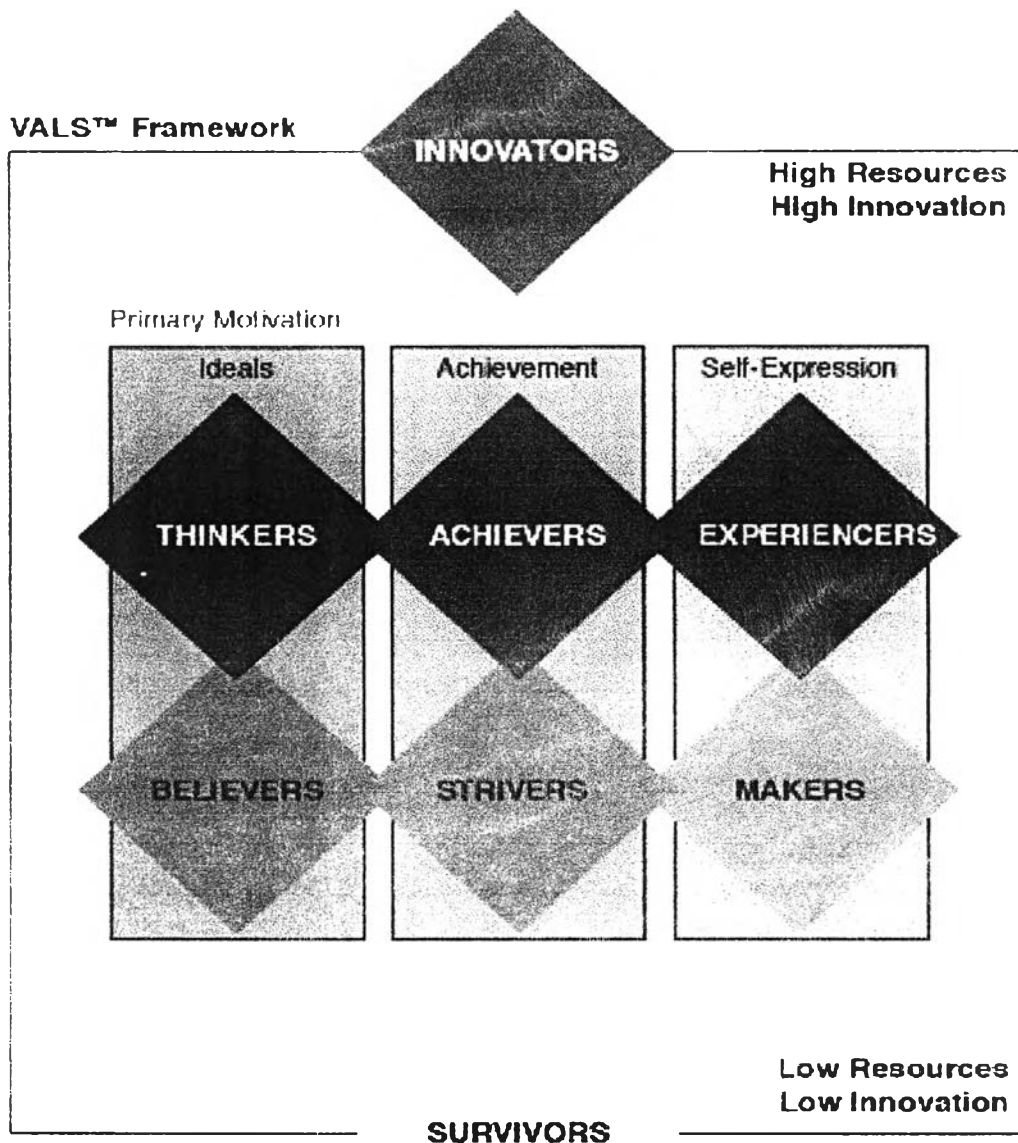 VALS™ Framework
INNOVATORS
High Resources
High Innovation
Primary Motivation
Ideals
Achievement
Self-Expression
THINKERS
ACHIEVERS
EXPERIENCERS
BELIEVERS
STRIVERS
MAKERS
Low Resources
Low Innovation
SURVIVORS